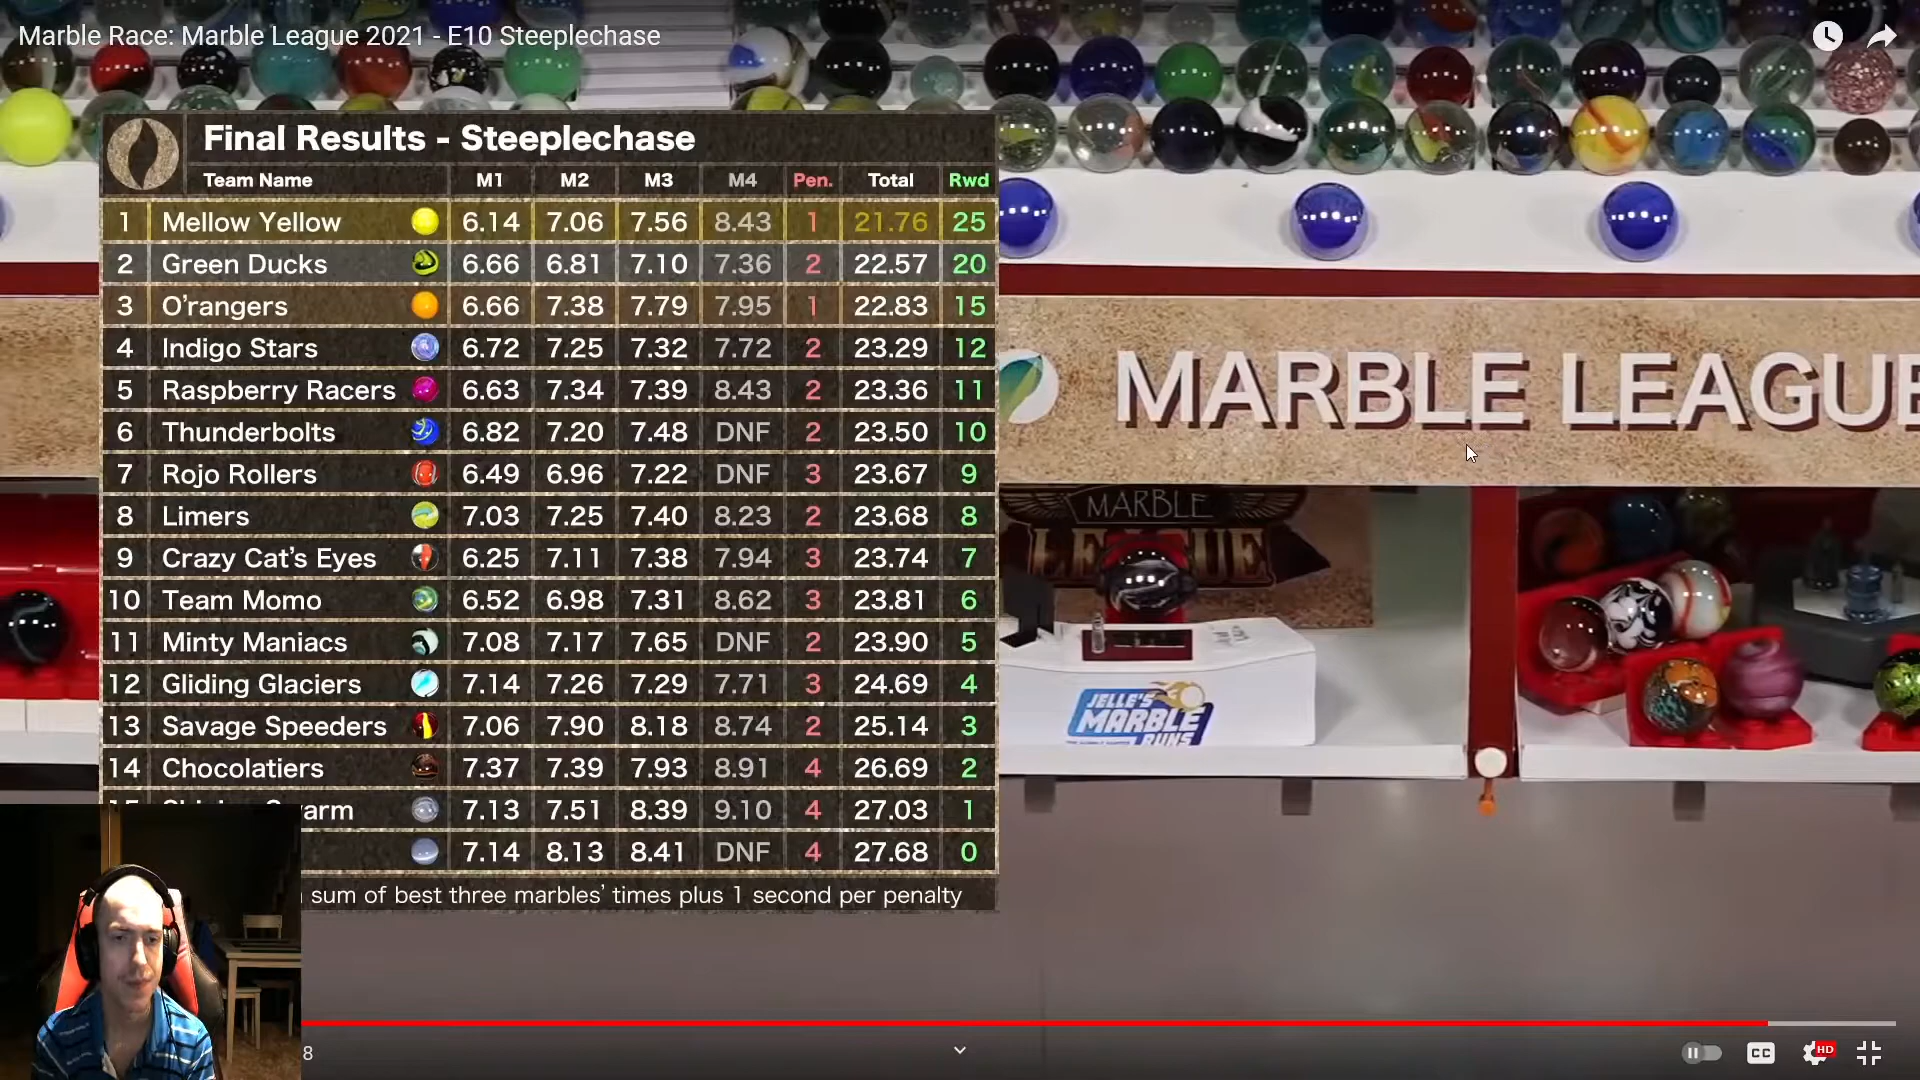 Marble Race: Marble League 2021 - E10 Steeplechase
Final Results - Steeplechase
Team Name M1 M2 M3 M4 Pen. Total Rwd
1 Mellow Yellow 6.14 7.06 7.56 8.43 1 21.76 25
2 Green Ducks 6.66 6.81 7.10 7.36 2 22.57 20
3 O'rangers 6.66 7.38 7.79 7.95 1 22.83 15
4 Indigo Stars 6.72 7.25 7.32 7.72 2 23.29 12
5 Raspberry Racers 6.63 7.34 7.39 8.43 2 23.36 11
6 Thunderbolts 6.82 7.20 7.48 DNF 2 23.50 10
7 Rojo Rollers 6.49 6.96 7.22 DNF 3 23.67 9
8 Limers 7.03 7.25 7.40 8.23 2 23.68 8
9 Crazy Cat's Eyes 6.25 7.11 7.38 7.94 3 23.74 7
10 Team Momo 6.52 6.98 7.31 8.62 3 23.81 6
11 Minty Maniacs 7.08 7.17 7.65 DNF 2 23.90 5
12 Gliding Glaciers 7.14 7.26 7.29 7.71 3 24.69 4
13 Savage Speeders 7.06 7.90 8.18 8.74 2 25.14 3
14 Chocolatiers 7.37 7.39 7.93 8.91 4 26.69 2
arm 7.13 7.51 8.39 9.10 4 27.03 1
7.14 8.13 8.41 DNF 4 27.68 0
sum of best three marbles' times plus 1 second per penalty
MARBLE LEAGUE
MARBLE
LEAGUE
JELLE'S
MARBLE
RUNS
8
CC
HD